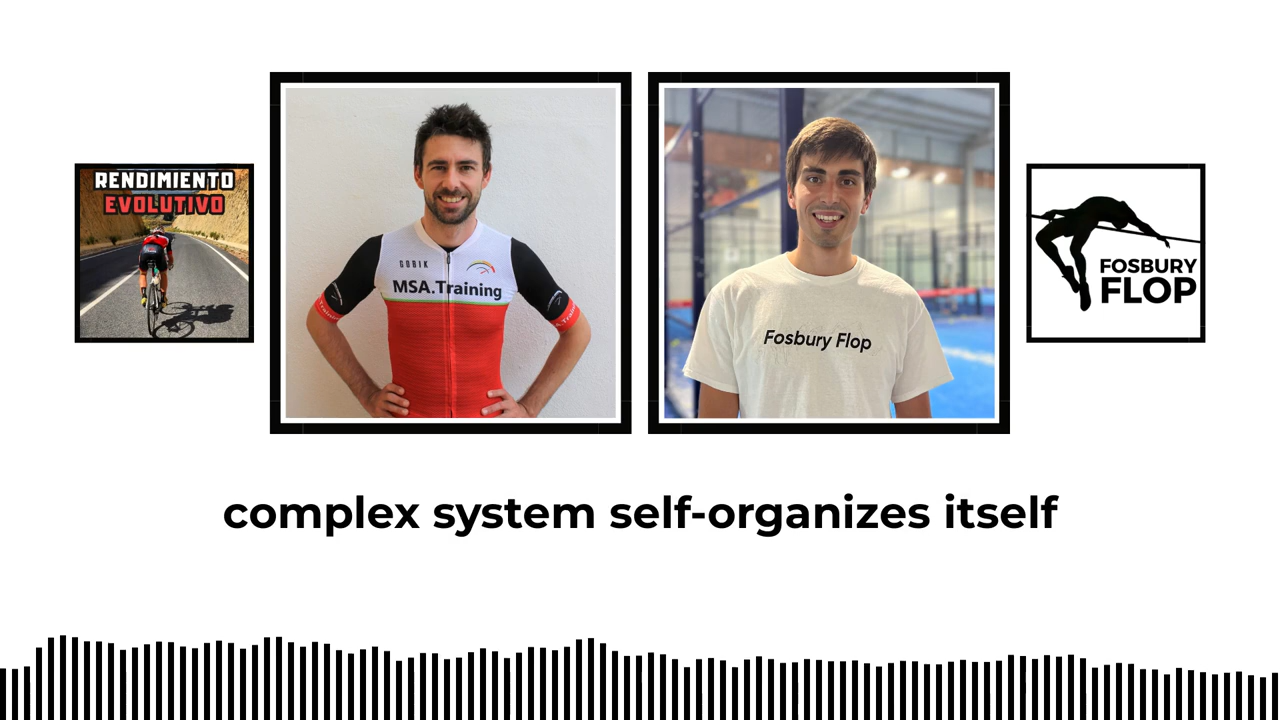 RENDIMIENTO
EVOLUTIVO
GOBIK
MSA.Training
Fosbury Flop
FOSBURY
FLOP
complex system self-organizes itself